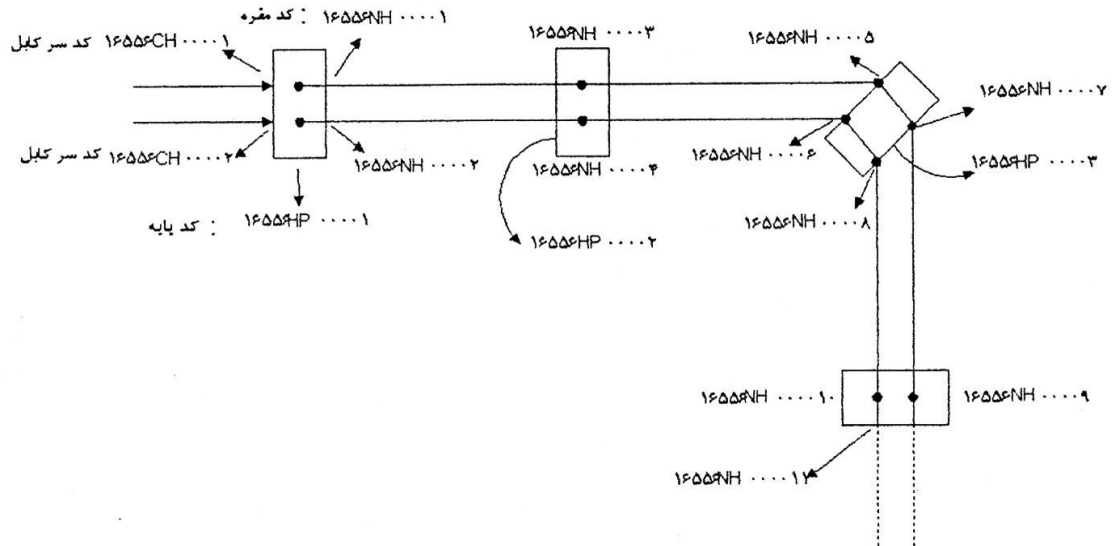 کد مقره : ۱۶۵۵۶NH ۰۰۰۰۱
کد سر کابل ۱۶۵۵۶CH ۰۰۰۰۱
۱۶۵۵۶NH ۰۰۰۰۳
۱۶۵۵۶NH ۰۰۰۰۵
۱۶۵۵۶NH ۰۰۰۰۷
کد سر کابل ۱۶۵۵۶CH ۰۰۰۰۲
۱۶۵۵۶NH ۰۰۰۰۲
۱۶۵۵۶NH ۰۰۰۰۴
۱۶۵۵۶NH ۰۰۰۰۶
۱۶۵۵۶HP ۰۰۰۰۳
کد پایه : ۱۶۵۵۶HP ۰۰۰۰۱
۱۶۵۵۶HP ۰۰۰۰۲
۱۶۵۵۶NH ۰۰۰۰۸
۱۶۵۵۶NH ۰۰۰۰۱۰
۱۶۵۵۶NH ۰۰۰۰۹
۱۶۵۵۶NH ۰۰۰۰۱۲